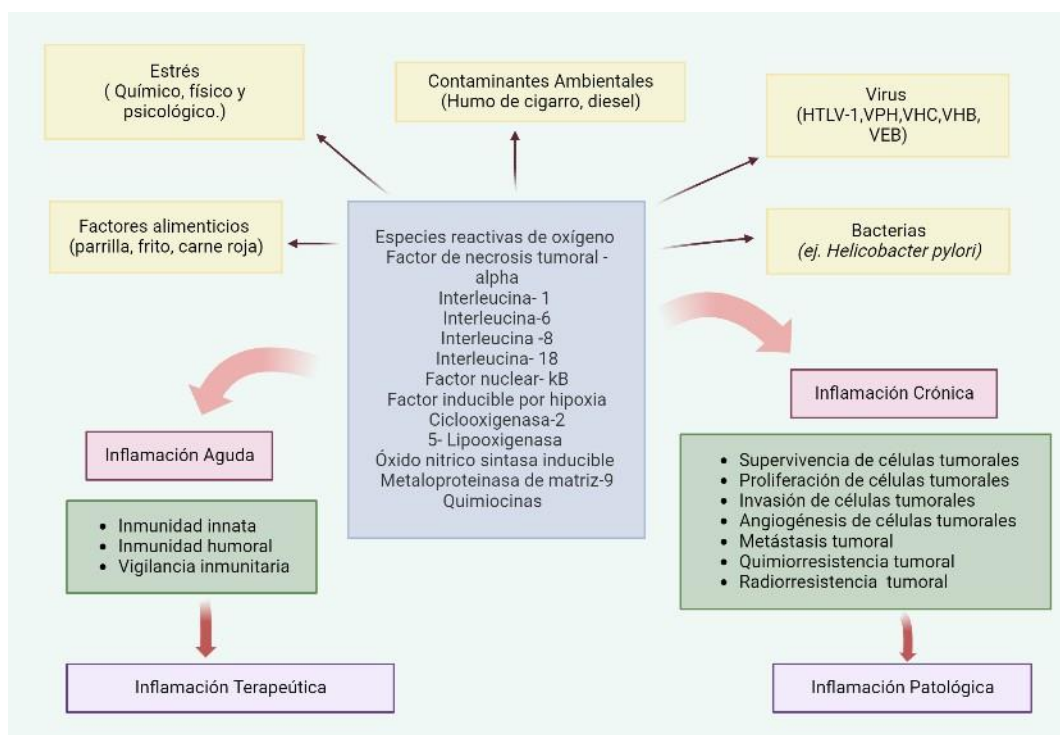 Estrés
( Químico, físico y
psicológico.)
Contaminantes Ambientales
(Humo de cigarro, diesel)
Virus
(HTLV-1,VPH,VHC,VHB,
VEB)
Factores alimenticios
(parrilla, frito, carne roja)
Bacterias
(ej. Helicobacter pylori)
Especies reactivas de oxígeno
Factor de necrosis tumoral -
alpha
Interleucina- 1
Interleucina-6
Interleucina -8
Interleucina- 18
Factor nuclear- kB
Factor inducible por hipoxia
Ciclooxigenasa-2
5- Lipooxigenasa
Óxido nitrico sintasa inducible
Metaloproteinasa de matriz-9
Quimiocinas
Inflamación Aguda
• Inmunidad innata
• Inmunidad humoral
• Vigilancia inmunitaria
Inflamación Terapeútica
Inflamación Crónica
• Supervivencia de células tumorales
• Proliferación de células tumorales
• Invasión de células tumorales
• Angiogénesis de células tumorales
• Metástasis tumoral
• Quimiorresistencia tumoral
• Radiorresistencia  tumoral
Inflamación Patológica